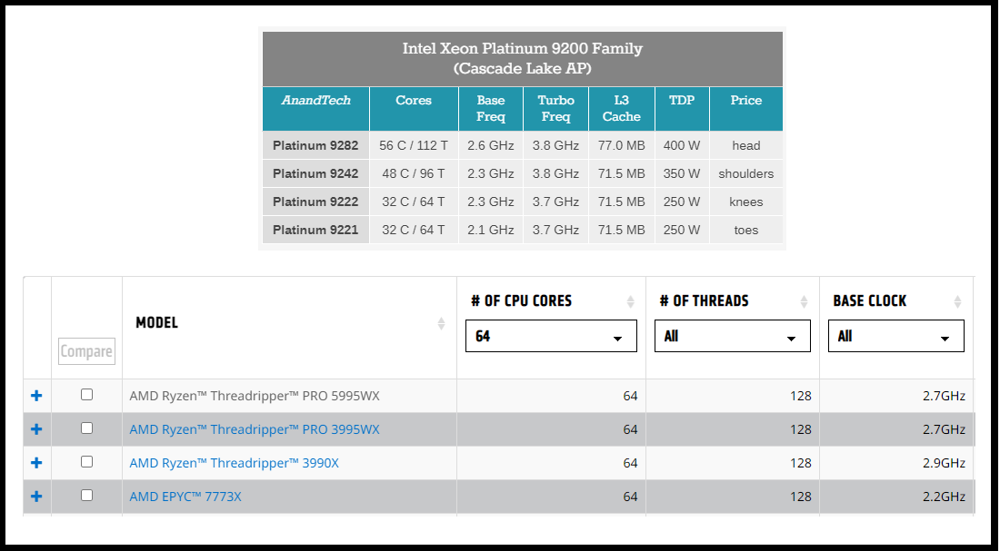 Intel Xeon Platinum 9200 Family
(Cascade Lake AP)
AnandTech Cores Base Freq Turbo Freq L3 Cache TDP Price
Platinum 9282 56 C / 112 T 2.6 GHz 3.8 GHz 77.0 MB 400 W head
Platinum 9242 48 C / 96 T 2.3 GHz 3.8 GHz 71.5 MB 350 W shoulders
Platinum 9222 32 C / 64 T 2.3 GHz 3.7 GHz 71.5 MB 250 W knees
Platinum 9221 32 C / 64 T 2.1 GHz 3.7 GHz 71.5 MB 250 W toes
Compare MODEL # OF CPU CORES # OF THREADS BASE CLOCK
64 All All
AMD Ryzen™ Threadripper™ PRO 5995WX 64 128 2.7GHz
AMD Ryzen™ Threadripper™ PRO 3995WX 64 128 2.7GHz
AMD Ryzen™ Threadripper™ 3990X 64 128 2.9GHz
AMD EPYC™ 7773X 64 128 2.2GHz